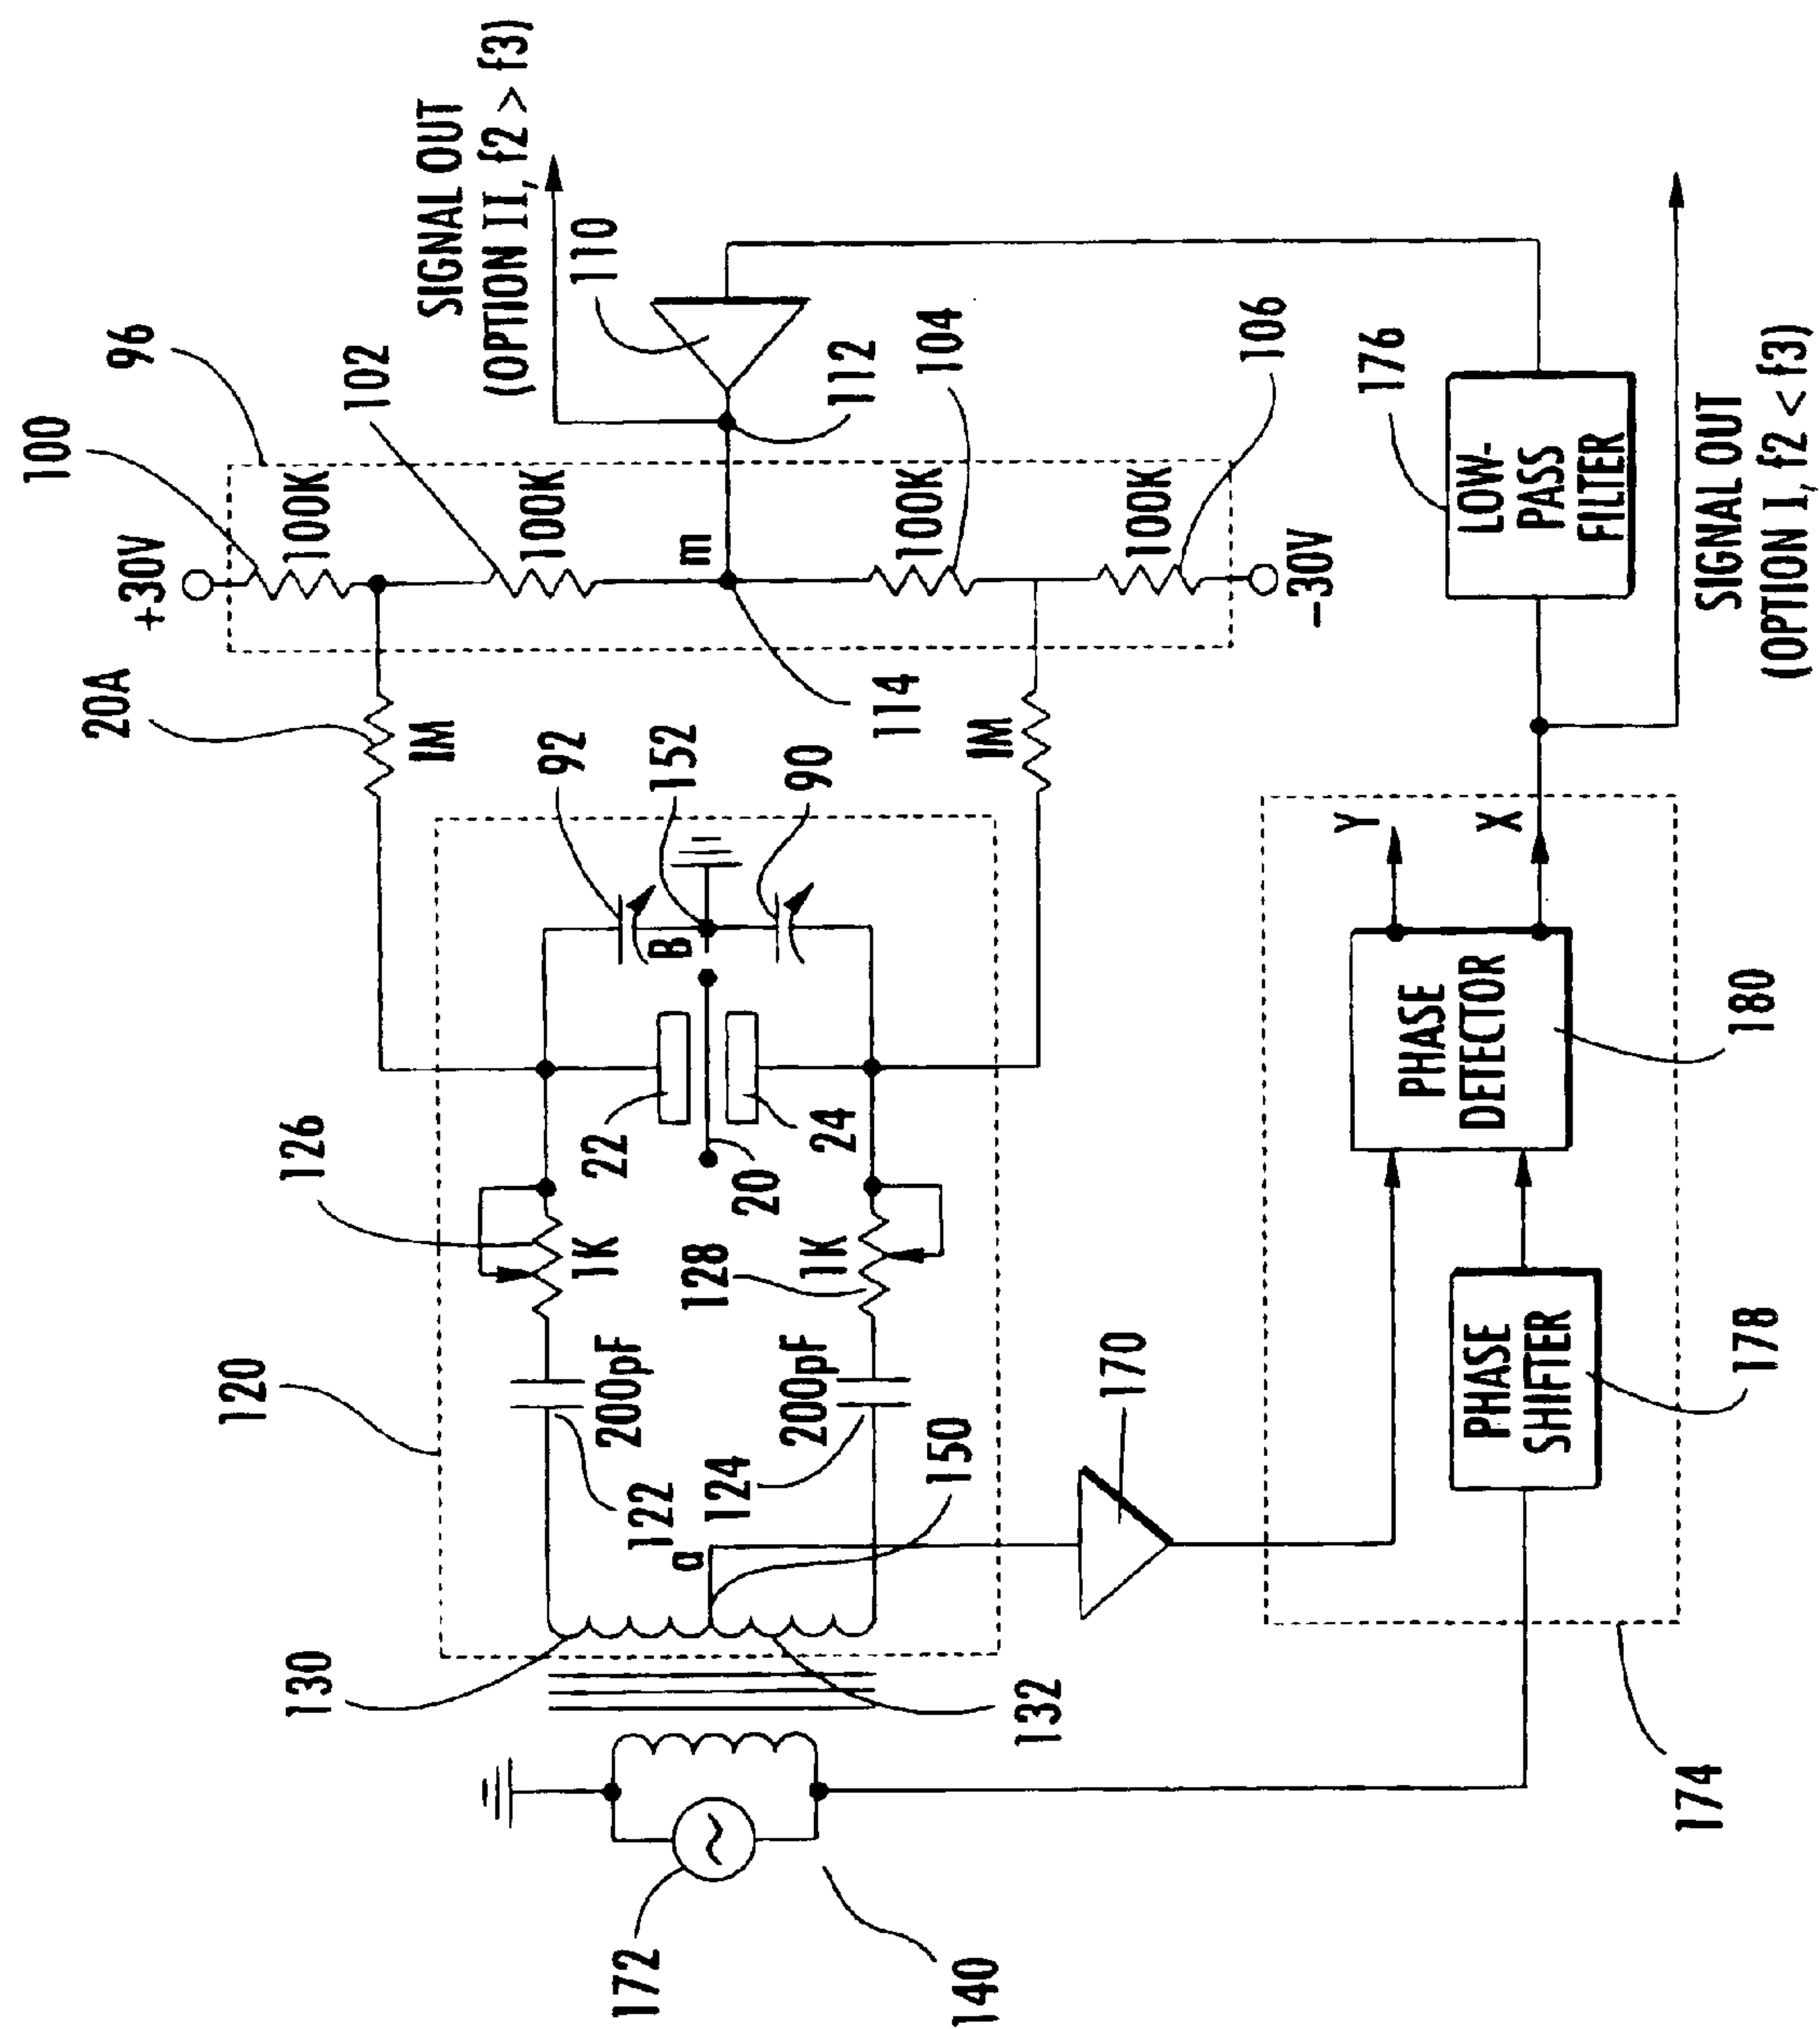 SIGNAL OUT
(OPTION II, f2 > f3)
96
110
100
102
+30V
100K
100K
m
112
100K
104
100K
106
-30V
20A
1M
114
1M
92
152
90
B
126
22
20
24
1K
128
1K
120
200pF
122
200pF
124
150
a
130
132
172
140
170
Y
X
PHASE
DETECTOR
180
PHASE
SHIFTER
178
174
176
LOW-
PASS
FILTER
SIGNAL OUT
(OPTION I, f2 < f3)